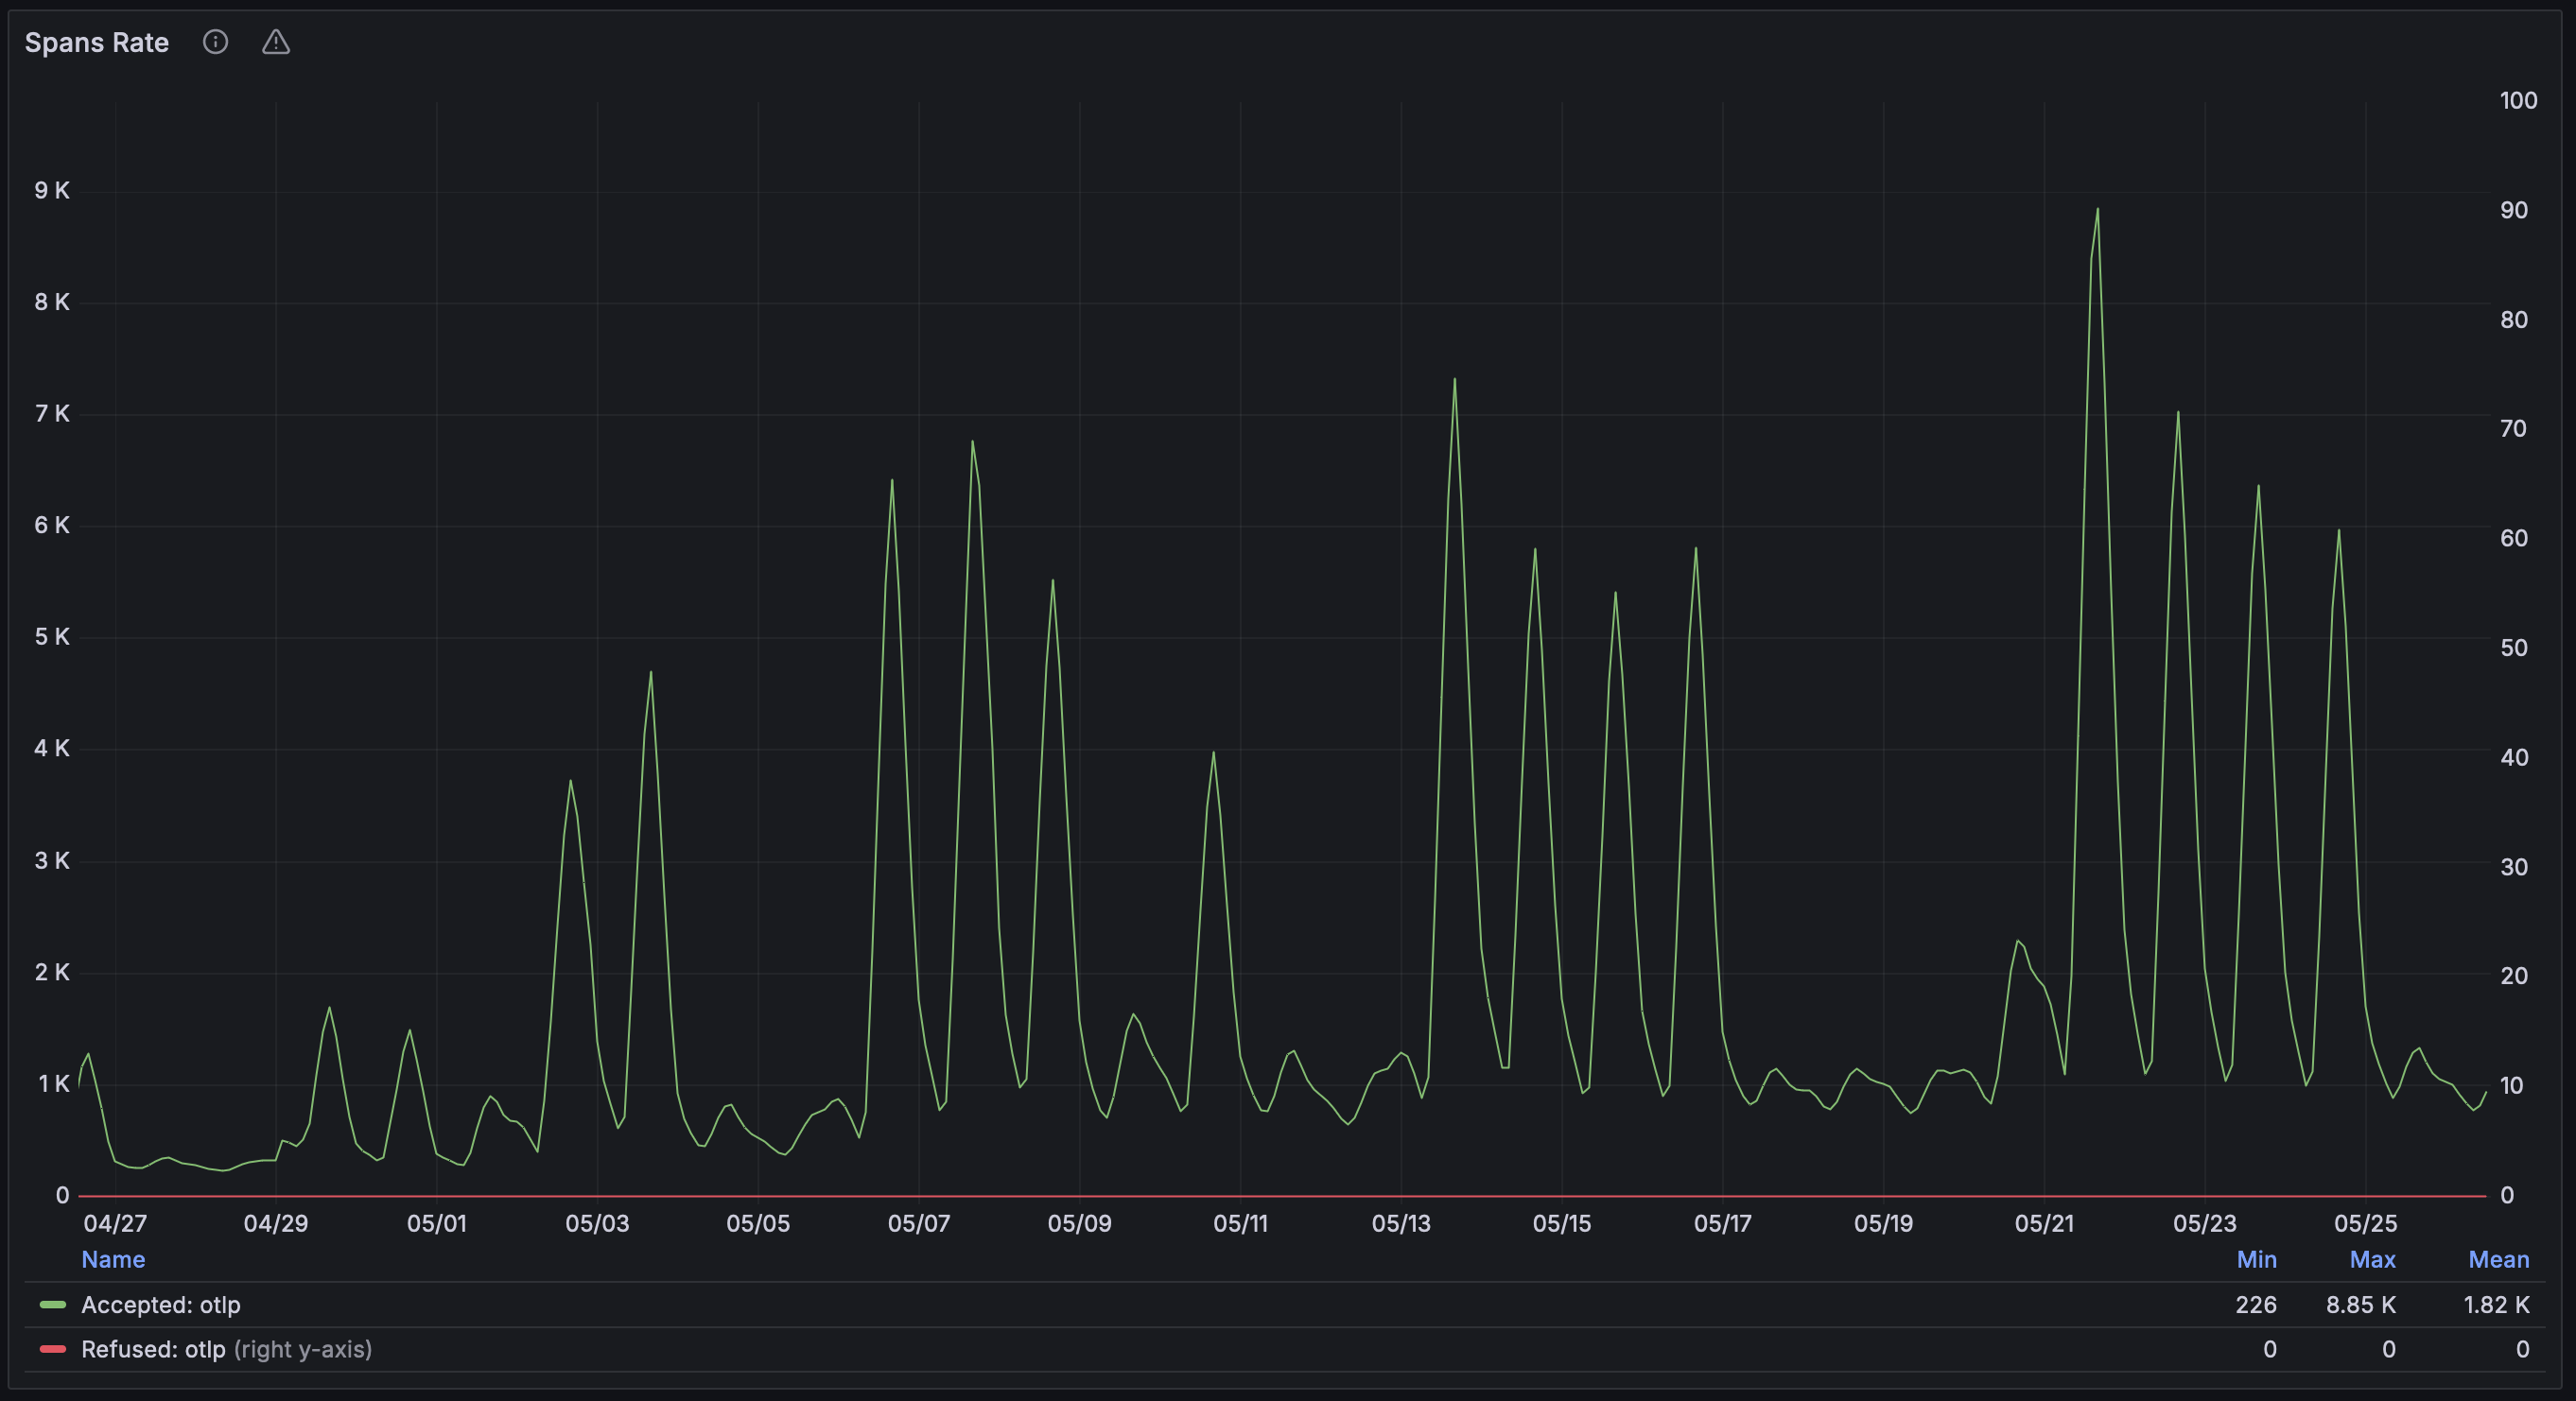 Spans Rate
100
9 K
90
8 K
80
7 K
70
6 K
60
5 K
50
4 K
40
3 K
30
2 K
20
1 K
10
0
0
04/27 04/29 05/01 05/03 05/05 05/07 05/09 05/11 05/13 05/15 05/17 05/19 05/21 05/23 05/25
Name Min Max Mean
Accepted: otlp 226 8.85 K 1.82 K
Refused: otlp (right y-axis) 0 0 0